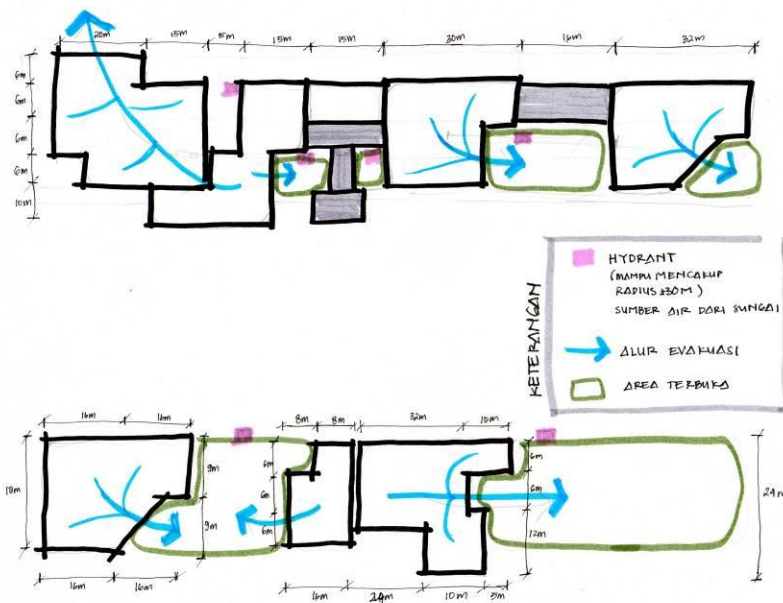 20m 15m 5m 15m 15m 30m 16m 32m
6m
6m
6m
6m
10m
KETERANGAN
HYDRANT
(MAMPU MENCAKUP
RADIUS ±30M)
SUMBER AIR DARI SUNGAI
ALUR EVAKUASI
AREA TERBUKA
16m 16m 8m 8m 32m 10m
18m
9m
9m
6m
6m
6m
6m
6m
12m
24m
16m 16m 16m 24m 10m 5m